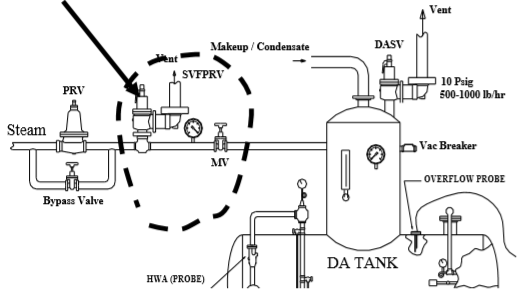 Vent
Vent
SVFPRV
Makeup / Condensate
DASV
PRV
10 Psig
500-1000 lb/hr
Steam
MV
Vac Breaker
Bypass Valve
OVERFLOW PROBE
HWA (PROBE)
DA TANK